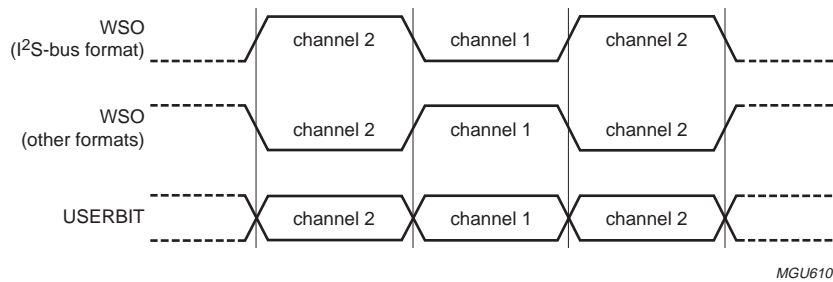 WSO
(I²S-bus format)
channel 2
channel 1
channel 2
WSO
(other formats)
channel 2
channel 1
channel 2
USERBIT
channel 2
channel 1
channel 2
MGU610